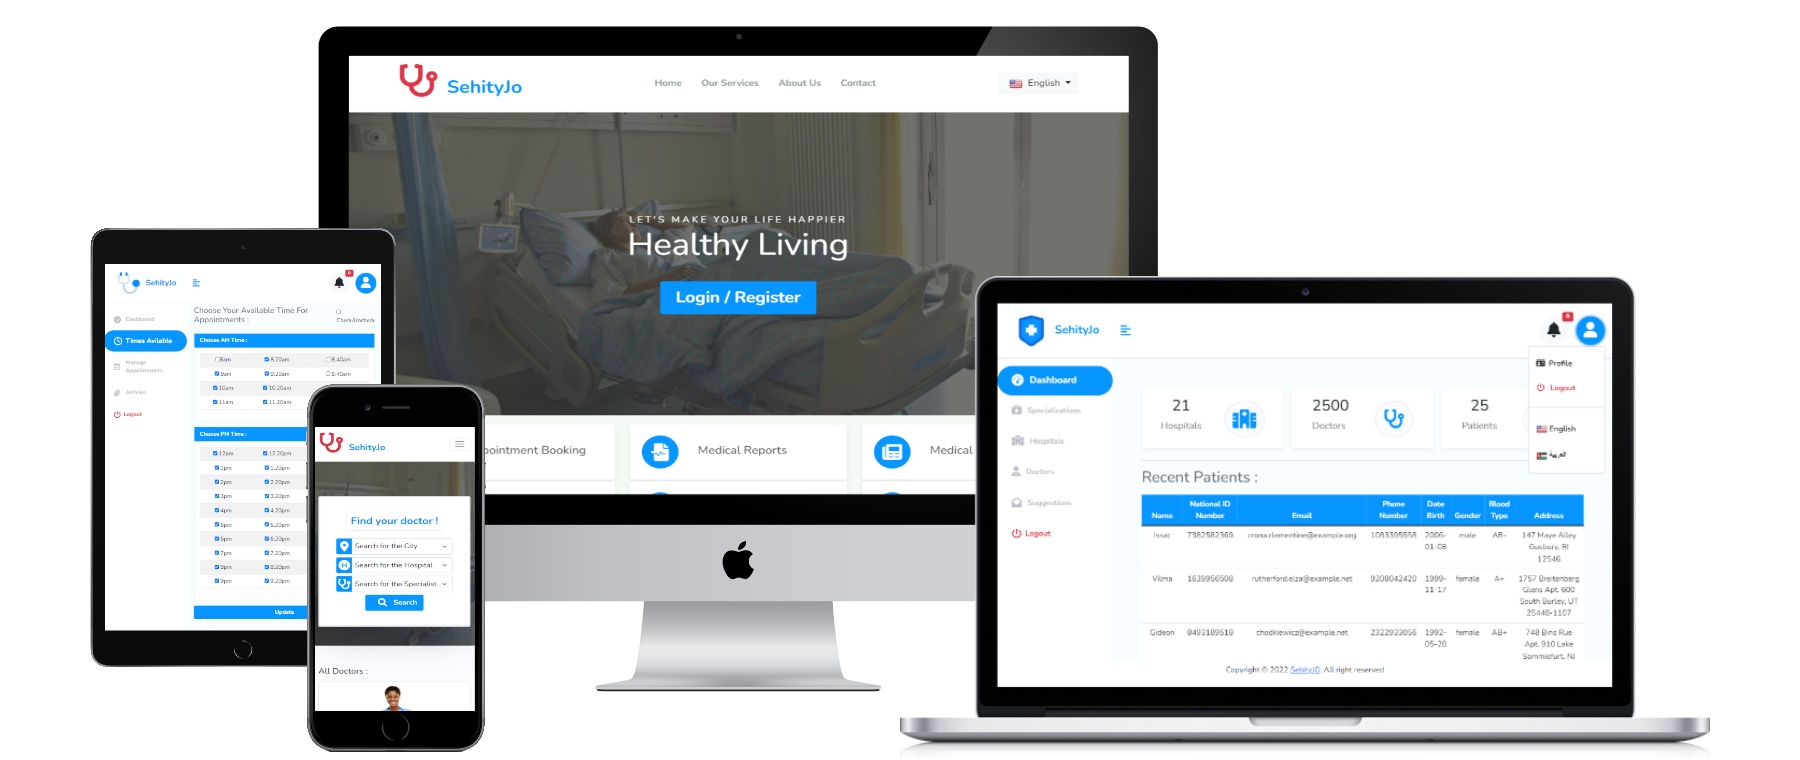 SehityJo
Home Our Services About Us Contact
English
LET'S MAKE YOUR LIFE HAPPIER
Healthy Living
Login / Register
pointment Booking
Medical Reports
Medical
SehityJo
0
Dashboard
Times Avilable
Manage
Appointments
Articles
Logout
Choose Your Available Time For
Appointments :
Check/Uncheck
Choose AM Time :
8am 8.20am 8.40am
9am 9.20am 9.40am
10am 10.20am
11am 11.20am
Choose PM Time :
12pm 12.20pm
1pm 1.20pm
2pm 2.20pm
3pm 3.20pm
4pm 4.20pm
5pm 5.20pm
6pm 6.20pm
7pm 7.20pm
8pm 8.20pm
9pm 9.20pm
Update
SehityJo
Find your doctor !
Search for the City
H Search for the Hospital
Search for the Specialist
Search
All Doctors :
SehityJo
0
Profile
Logout
English
العربية
Dashboard
Specializations
Hospitals
Doctors
Suggestions
Logout
21
Hospitals
2500
Doctors
25
Patients
Recent Patients :
Name National ID Number Email Phone Number Date Birth Gender Blood Type Address
Issac 7382582369 crona.clementine@example.org 1083395558 2006-01-08 male AB- 147 Maye Alley Gusbury, RI 12546
Vilma 1639956508 rutherford.elza@example.net 9208042420 1999-11-17 female A+ 1757 Breitenberg Glens Apt. 600 South Burley, UT 25448-1107
Gideon 8493189518 chodkiewicz@example.net 2322933056 1992-05-28 female AB+ 748 Bins Rue Apt. 910 Lake Sammiefurt, NJ
Copyright © 2022 SehityJO. All right reserved